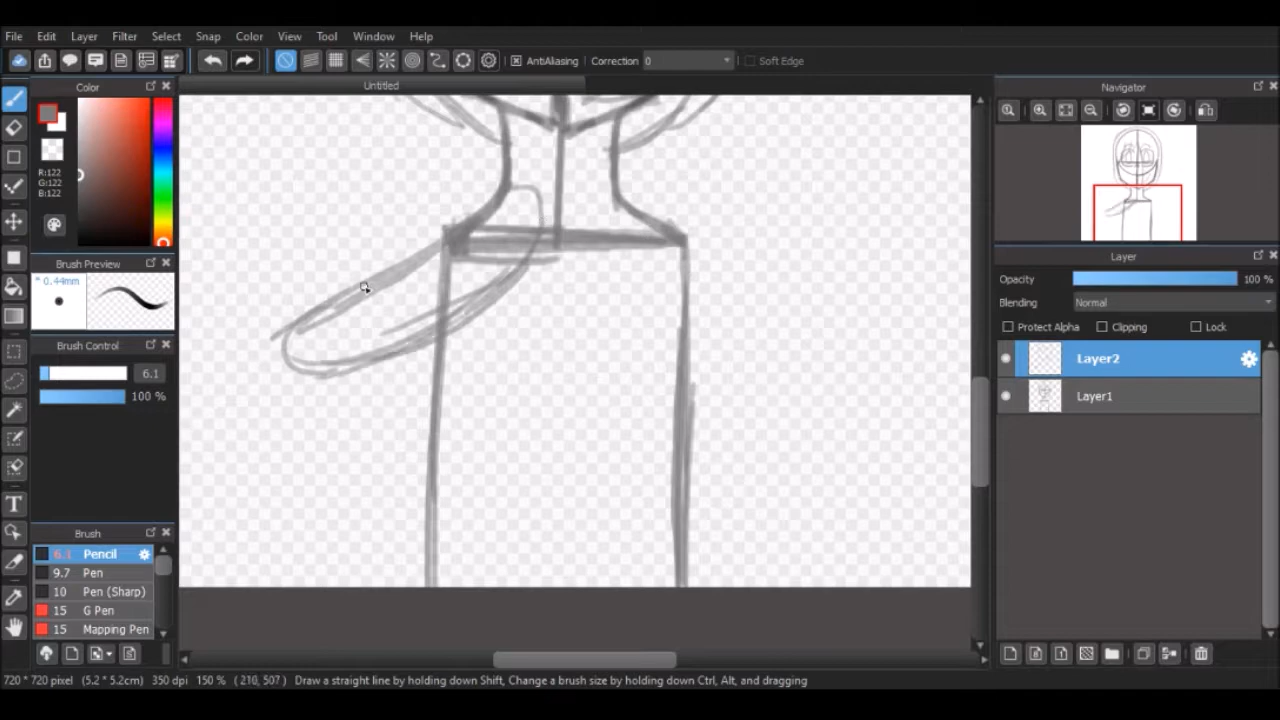 File Edit Layer Filter Select Snap Color View Tool Window Help
AntiAliasing Correction 0 Soft Edge
Color
Untitled
Navigator
R:122
G:122
B:122
Brush Preview
* 0.44mm
Brush Control
6.1
100 %
Brush
6.1 Pencil
9.7 Pen
10 Pen (Sharp)
15 G Pen
15 Mapping Pen
Layer
Opacity 100 %
Blending Normal
Protect Alpha Clipping Lock
Layer2
Layer1
T
720 * 720 pixel (5.2 * 5.2cm) 350 dpi 150 % ( 210, 507 ) Draw a straight line by holding down Shift, Change a brush size by holding down Ctrl, Alt, and dragging